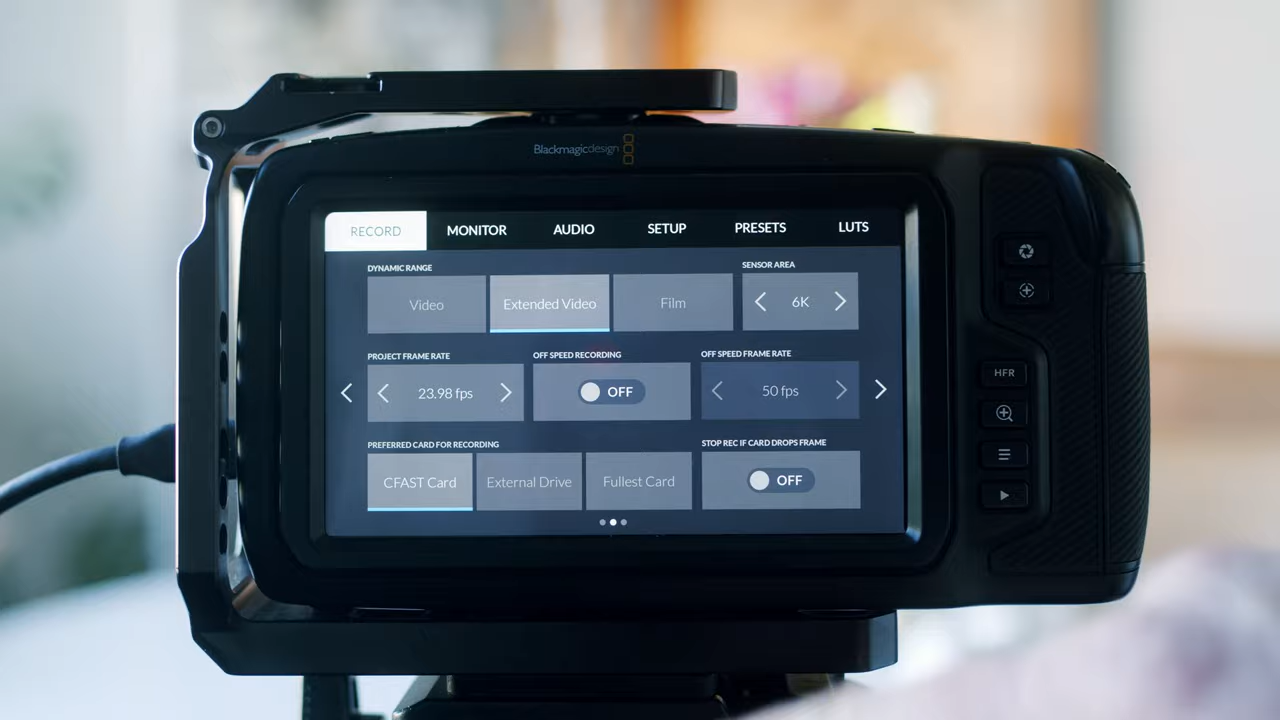 Blackmagicdesign
RECORD MONITOR AUDIO SETUP PRESETS LUTS
DYNAMIC RANGE SENSOR AREA
Video Extended Video Film 6K
PROJECT FRAME RATE OFF SPEED RECORDING OFF SPEED FRAME RATE
23.98 fps OFF 50 fps
PREFERRED CARD FOR RECORDING STOP REC IF CARD DROPS FRAME
CFAST Card External Drive Fullest Card OFF
HFR